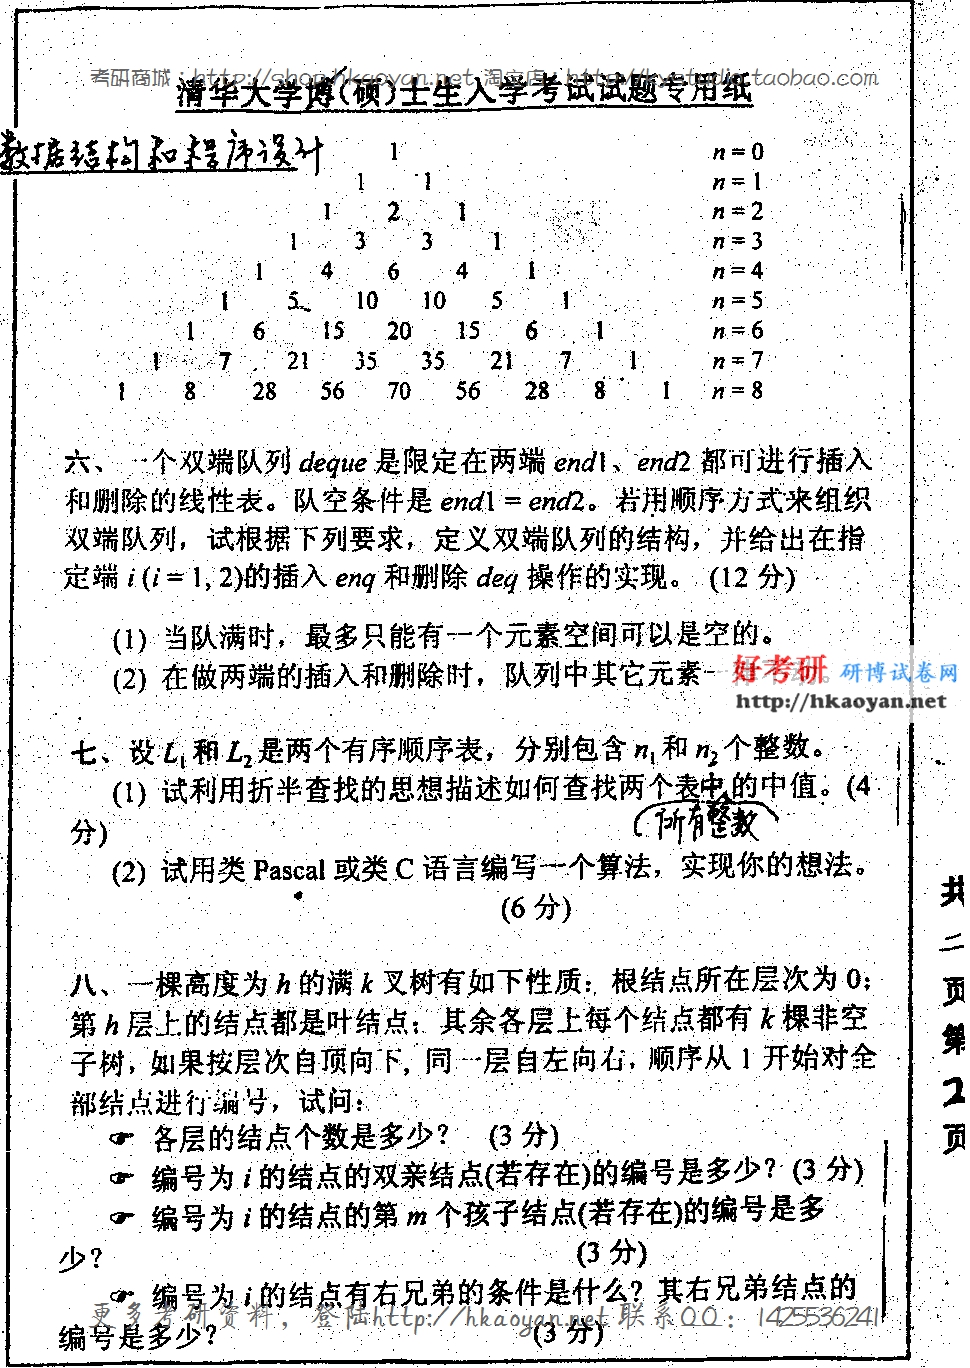 考研商城：http://shop.hkaoyan.net 淘宝店：taobao.com
清华大学博(硕)士生入学考试试题专用纸
数据结构和程序设计
1 n = 0
1 1 n = 1
1 2 1 n = 2
1 3 3 1 n = 3
1 4 6 4 1 n = 4
1 5 10 10 5 1 n = 5
1 6 15 20 15 6 1 n = 6
1 7 21 35 35 21 7 1 n = 7
1 8 28 56 70 56 28 8 1 n = 8
六、一个双端队列 deque 是限定在两端 end1、end2 都可进行插入
和删除的线性表。队空条件是 end1 = end2。若用顺序方式来组织
双端队列，试根据下列要求，定义双端队列的结构，并给出在指
定端 i (i = 1, 2)的插入 enq 和删除 deq 操作的实现。 (12 分)
(1) 当队满时，最多只能有一个元素空间可以是空的。
(2) 在做两端的插入和删除时，队列中其它元素一
好考研 研博试卷网
http://hkaoyan.net
七、设 L1 和 L2 是两个有序顺序表，分别包含 n1 和 n2 个整数。
(1) 试利用折半查找的思想描述如何查找两个表中的中值。(4
分)
所有整数
(2) 试用类 Pascal 或类 C 语言编写一个算法，实现你的想法。
(6 分)
八、一棵高度为 h 的满 k 叉树有如下性质：根结点所在层次为 0；
第 h 层上的结点都是叶结点；其余各层上每个结点都有 k 棵非空
子树，如果按层次自顶向下，同一层自左向右，顺序从 1 开始对全
部结点进行编号，试问：
☞ 各层的结点个数是多少？ (3 分)
☞ 编号为 i 的结点的双亲结点(若存在)的编号是多少？(3 分)
☞ 编号为 i 的结点的第 m 个孩子结点(若存在)的编号是多
少？ (3 分)
☞ 编号为 i 的结点有右兄弟的条件是什么？其右兄弟结点的
编号是多少？ (3 分)
更多考研资料，登陆http://hkaoyan.net 联系QQ：1425536241
共
二
页
第
2
页